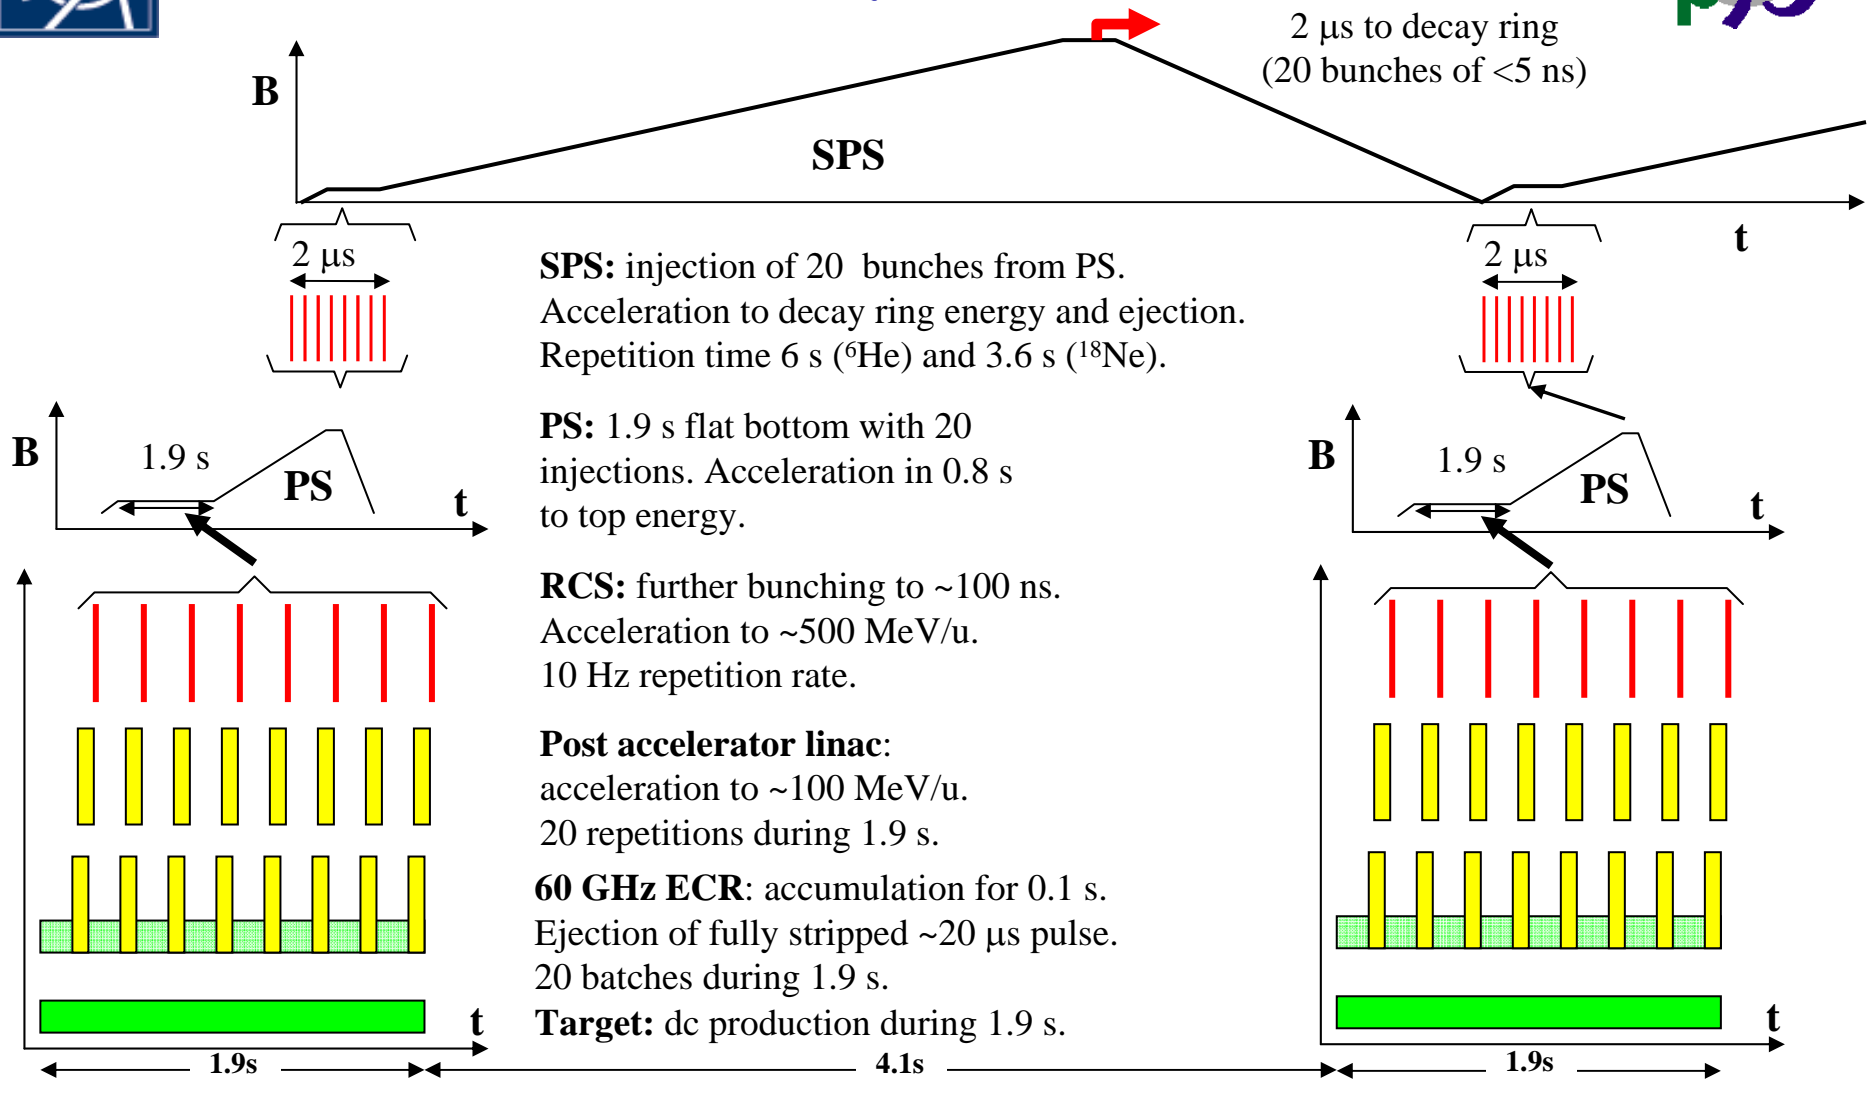 2 μs to decay ring
(20 bunches of <5 ns)
B
SPS
t
2 μs
2 μs
SPS: injection of 20 bunches from PS.
Acceleration to decay ring energy and ejection.
Repetition time 6 s (⁶He) and 3.6 s (¹⁸Ne).
B
1.9 s
PS
t
PS: 1.9 s flat bottom with 20
injections. Acceleration in 0.8 s
to top energy.
B
1.9 s
PS
t
RCS: further bunching to ~100 ns.
Acceleration to ~500 MeV/u.
10 Hz repetition rate.
Post accelerator linac:
acceleration to ~100 MeV/u.
20 repetitions during 1.9 s.
60 GHz ECR: accumulation for 0.1 s.
Ejection of fully stripped ~20 μs pulse.
20 batches during 1.9 s.
Target: dc production during 1.9 s.
t
t
1.9s
4.1s
1.9s